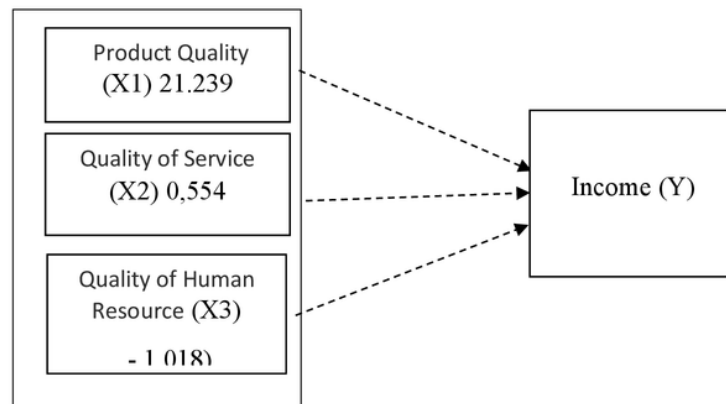 Product Quality
(X1) 21.239
Quality of Service
(X2) 0,554
Quality of Human
Resource (X3)
- 1.018)
Income (Y)